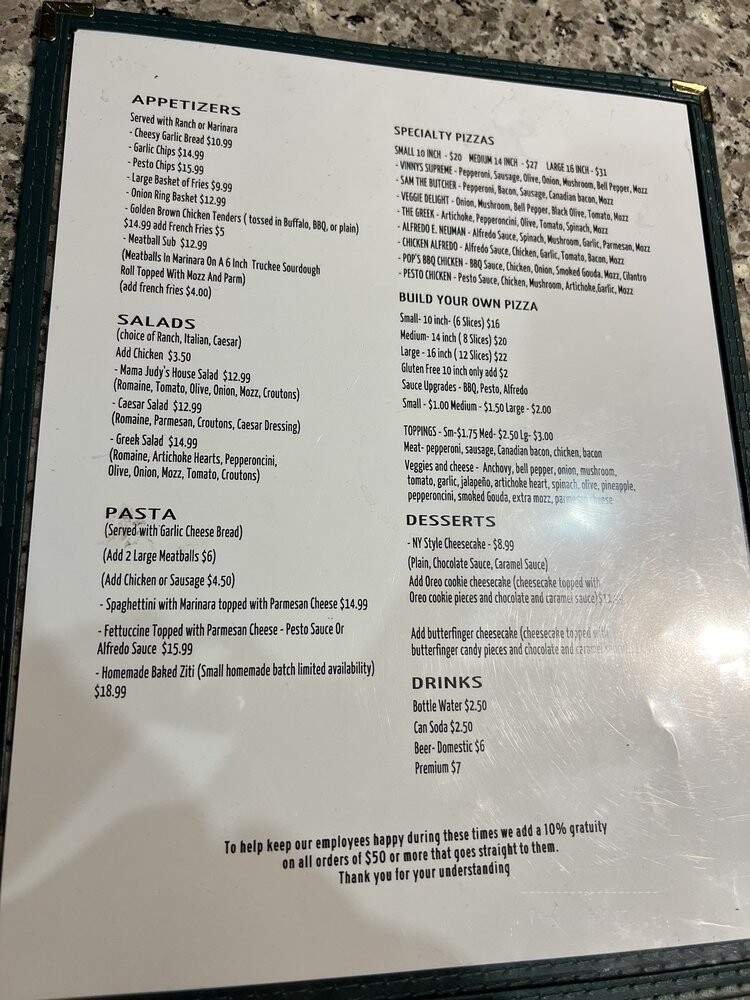 APPETIZERS
Served with Ranch or Marinara
- Cheesy Garlic Bread $10.99
- Garlic Chips $14.99
- Pesto Chips $15.99
- Large Basket of Fries $9.99
- Onion Ring Basket $12.99
- Golden Brown Chicken Tenders ( tossed in Buffalo, BBQ, or plain)
$14.99 add French Fries $5
- Meatball Sub $12.99
(Meatballs In Marinara On A 6 Inch Truckee Sourdough
Roll Topped With Mozz And Parm)
(add french fries $4.00)
SALADS
(choice of Ranch, Italian, Caesar)
Add Chicken $3.50
- Mama Judy's House Salad $12.99
(Romaine, Tomato, Olive, Onion, Mozz, Croutons)
- Caesar Salad $12.99
(Romaine, Parmesan, Croutons, Caesar Dressing)
- Greek Salad $14.99
(Romaine, Artichoke Hearts, Pepperoncini,
Olive, Onion, Mozz, Tomato, Croutons)
PASTA
(Served with Garlic Cheese Bread)
(Add 2 Large Meatballs $6)
(Add Chicken or Sausage $4.50)
- Spaghettini with Marinara topped with Parmesan Cheese $14.99
- Fettuccine Topped with Parmesan Cheese - Pesto Sauce Or
Alfredo Sauce $15.99
- Homemade Baked Ziti (Small homemade batch limited availability)
$18.99
SPECIALTY PIZZAS
SMALL 10 INCH - $20 MEDIUM 14 INCH - $27 LARGE 16 INCH - $31
- VINNYS SUPREME - Pepperoni, Sausage, Olive, Onion, Mushroom, Bell Pepper, Mozz
- SAM THE BUTCHER - Pepperoni, Bacon, Sausage, Canadian bacon, Mozz
- VEGGIE DELIGHT - Onion, Mushroom, Bell Pepper, Black Olive, Tomato, Mozz
- THE GREEK - Artichoke, Pepperoncini, Olive, Tomato, Spinach, Mozz
- ALFREDO E. NEUMAN - Alfredo Sauce, Spinach, Mushroom, Garlic, Parmesan, Mozz
- CHICKEN ALFREDO - Alfredo Sauce, Chicken, Garlic, Tomato, Bacon, Mozz
- POP'S BBQ CHICKEN - BBQ Sauce, Chicken, Onion, Smoked Gouda, Mozz, Cilantro
- PESTO CHICKEN - Pesto Sauce, Chicken, Mushroom, Artichoke,Garlic, Mozz
BUILD YOUR OWN PIZZA
Small- 10 inch- (6 Slices) $16
Medium- 14 inch ( 8 Slices) $20
Large - 16 inch ( 12 Slices) $22
Gluten Free 10 inch only add $2
Sauce Upgrades - BBQ, Pesto, Alfredo
Small - $1.00 Medium - $1.50 Large - $2.00
TOPPINGS - Sm-$1.75 Med- $2.50 Lg- $3.00
Meat- pepperoni, sausage, Canadian bacon, chicken, bacon
Veggies and cheese - Anchovy, bell pepper, onion, mushroom,
tomato, garlic, jalapeño, artichoke heart, spinach, olive, pineapple,
pepperoncini, smoked Gouda, extra mozz, parmesan cheese
DESSERTS
- NY Style Cheesecake - $8.99
(Plain, Chocolate Sauce, Caramel Sauce)
Add Oreo cookie cheesecake (cheesecake topped with
Oreo cookie pieces and chocolate and caramel sauce)
Add butterfinger cheesecake (cheesecake topped with
butterfinger candy pieces and chocolate and caramel
DRINKS
Bottle Water $2.50
Can Soda $2.50
Beer- Domestic $6
Premium $7
To help keep our employees happy during these times we add a 10% gratuity
on all orders of $50 or more that goes straight to them.
Thank you for your understanding